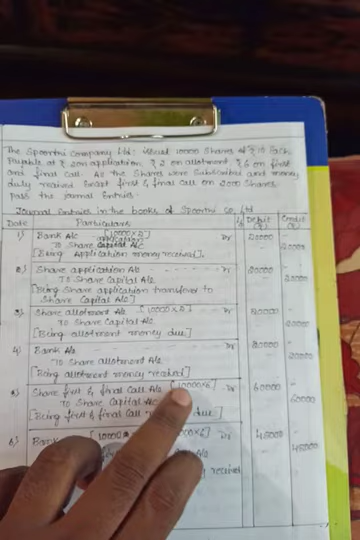 The Spoorthi Company Ltd: issued 10000 Shares of ₹10 Each
Payable at ₹ 2 on application, ₹ 2 on allotment ₹ 6 on first
and final call. All the Shares were Subscribed and money
duly received Except first & final call on 2000 Shares
Pass the Journal Entries.
Journal Entries in the books of Spoorthi Co, Ltd
Date Particulars Debit (₹) Credit (₹)
1) Bank A/c [10000×2] Dr 20000 -
To Share application A/c - 20000
[Being Application money received]
2) Share application A/c Dr 20000 -
To Share Capital A/c - 20000
[Being Share application transfer to
Share Capital A/c]
3) Share allotment A/c [10000×2] Dr 20000 -
To Share Capital A/c - 20000
[Being allotment money due]
4) Bank A/c Dr 20000 -
To Share allotment A/c - 20000
[Being allotment money received]
5) Share first & final call A/c [10000×6] Dr 60000 -
To Share Capital A/c - 60000
[Being first & final call due]
6) Bank [10000 ×6] Dr 48000 -
A/c - 48000
received